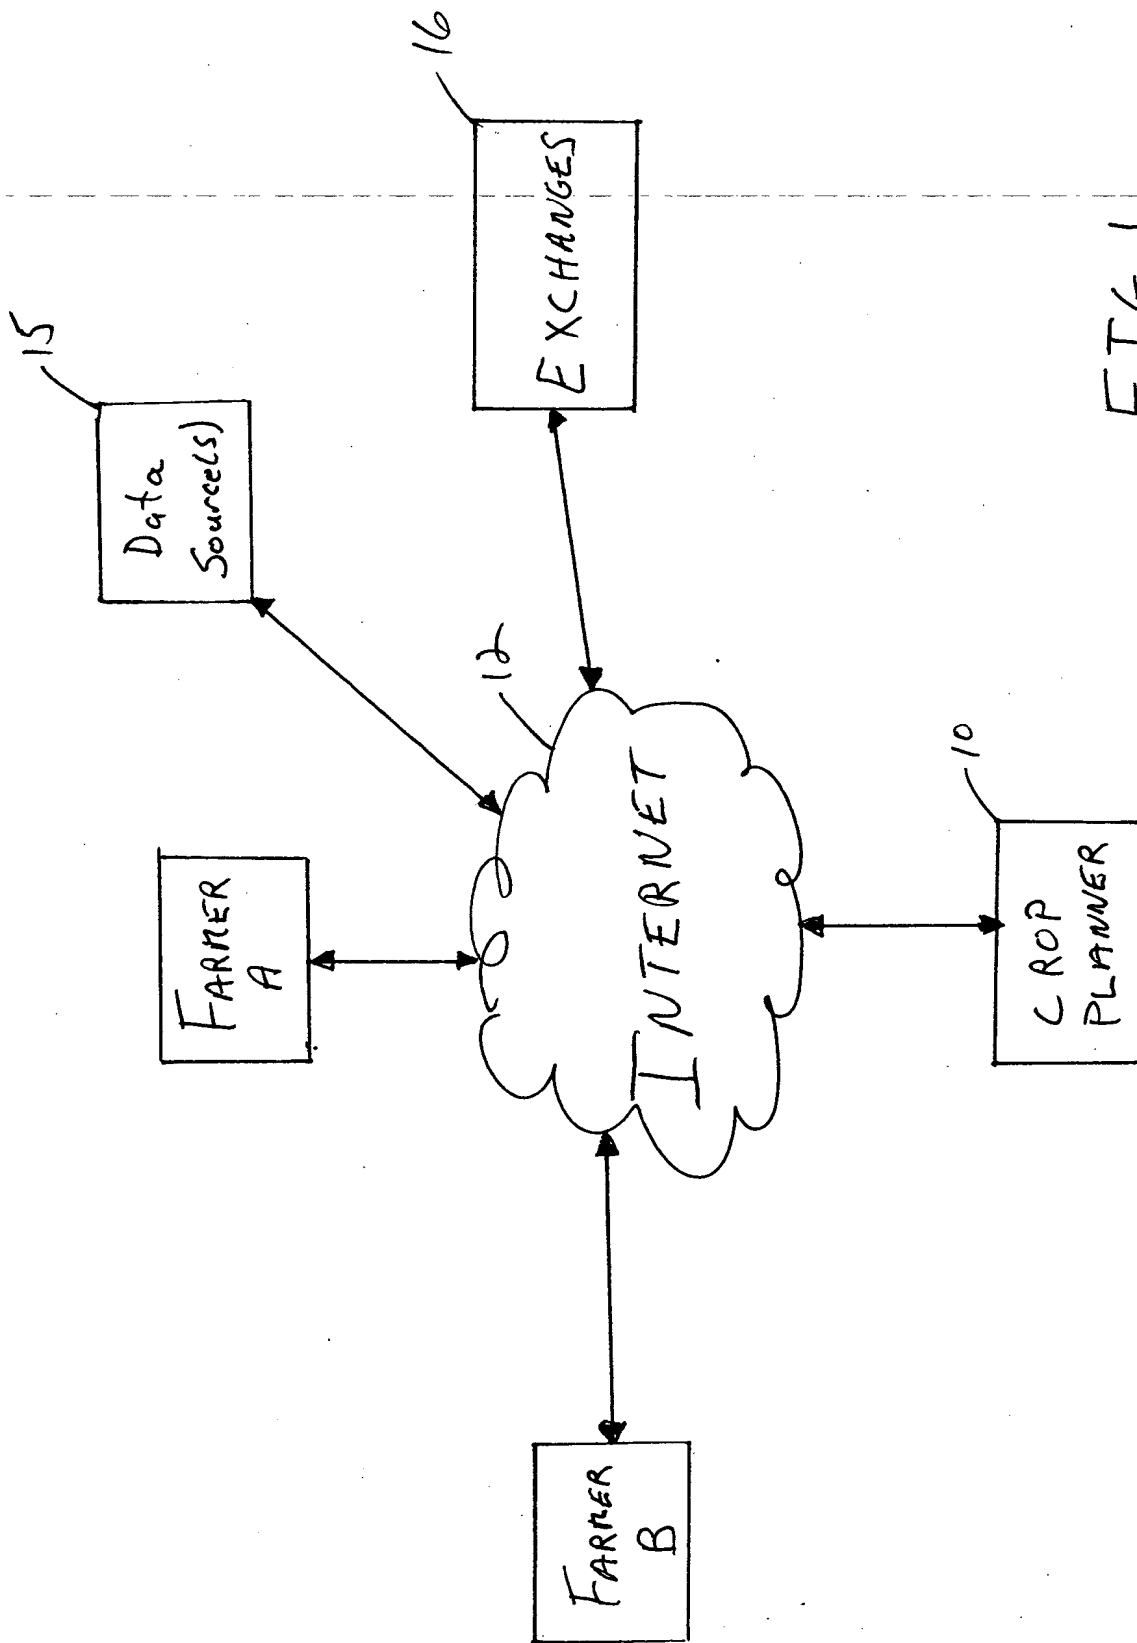 15
Data
Source(s)
16
EXCHANGES
FARMER
A
12
INTERNET
FARMER
B
10
CROP
PLANNER
FIG 1